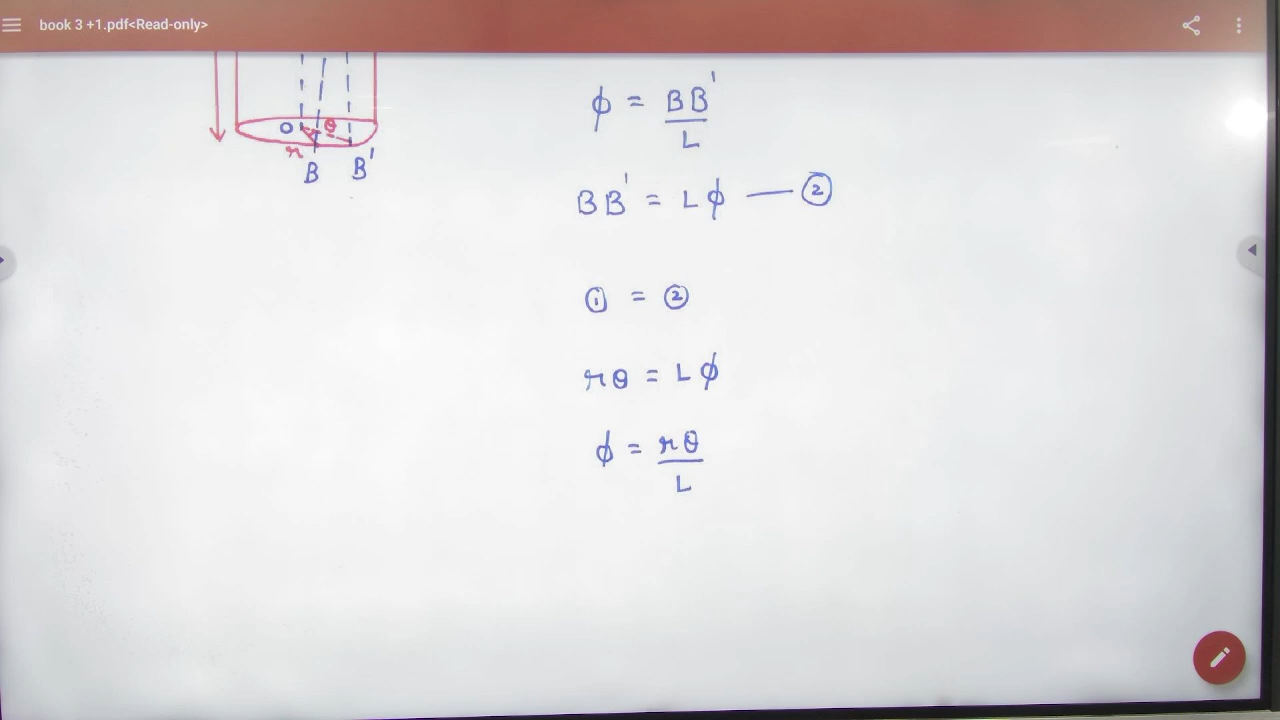 book 3 +1.pdf<Read-only>
O θ
r
B B'
ϕ = BB'
L
BB' = Lϕ — ②
① = ②
rθ = Lϕ
ϕ = rθ
L